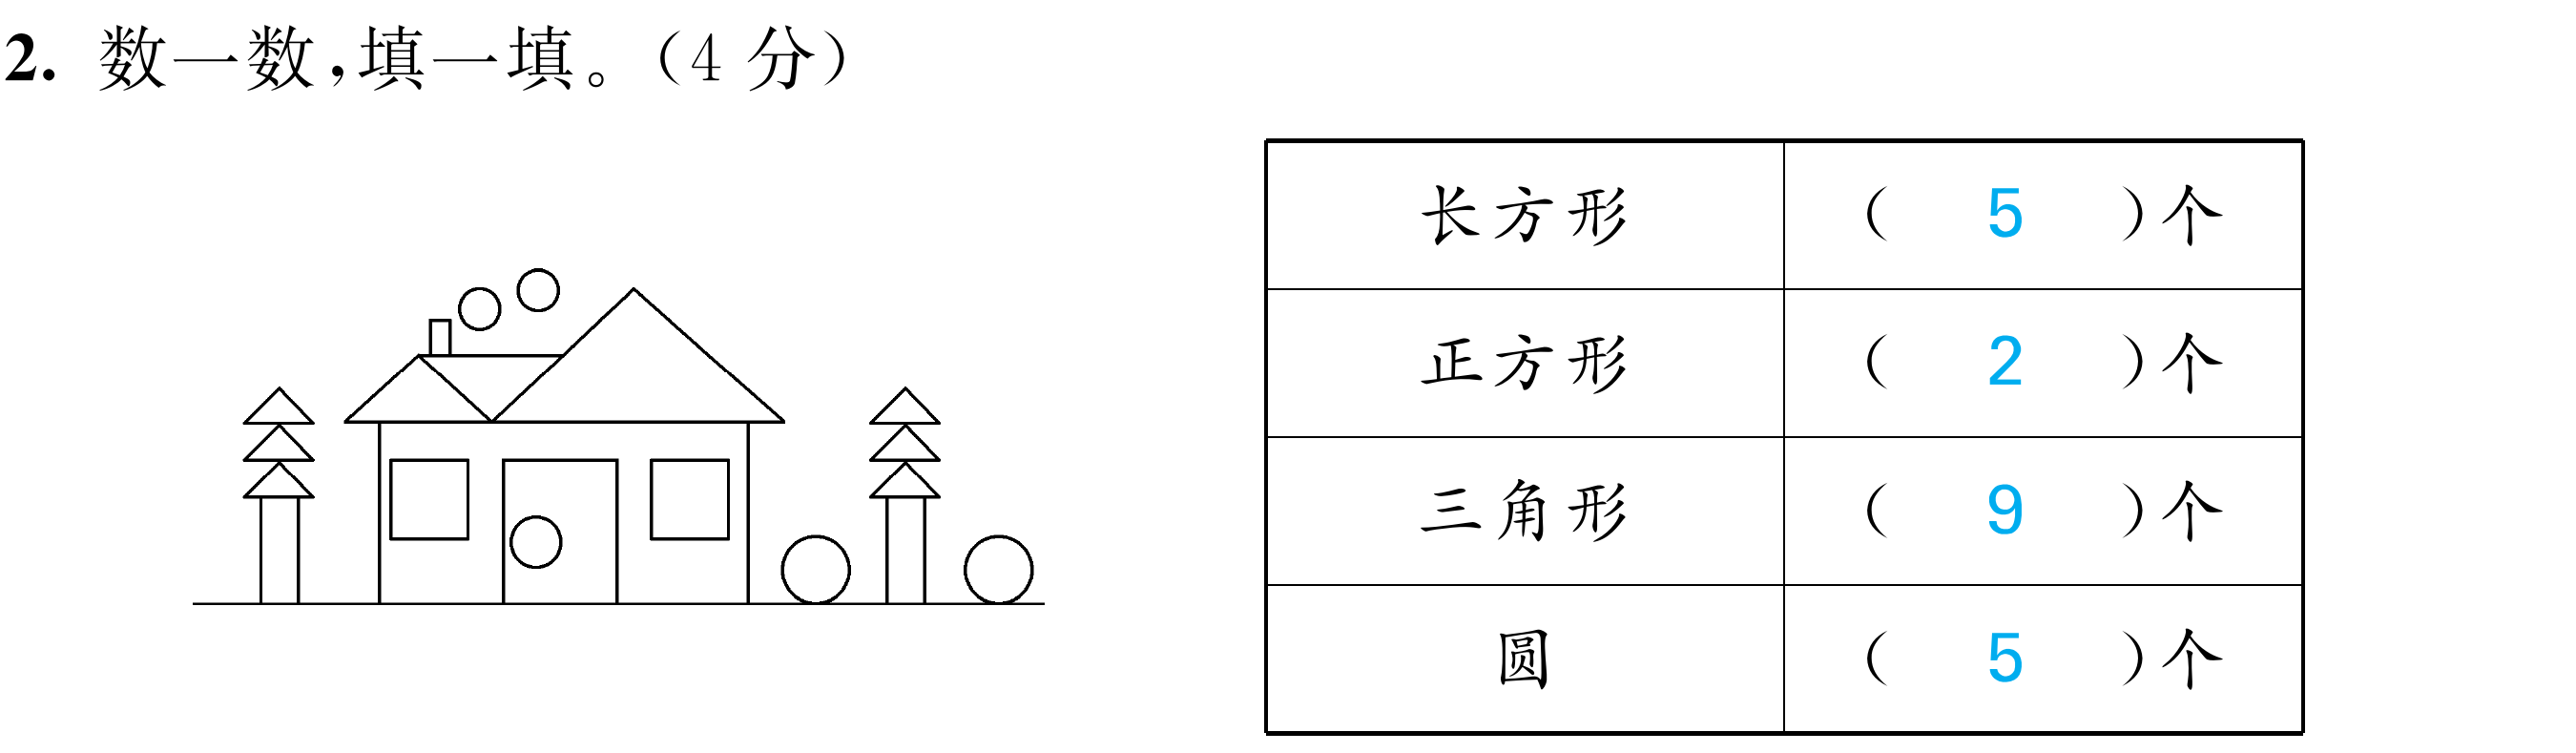 2. 数一数,填一填。(4 分)
长方形 ( 5 )个
正方形 ( 2 )个
三角形 ( 9 )个
圆 ( 5 )个